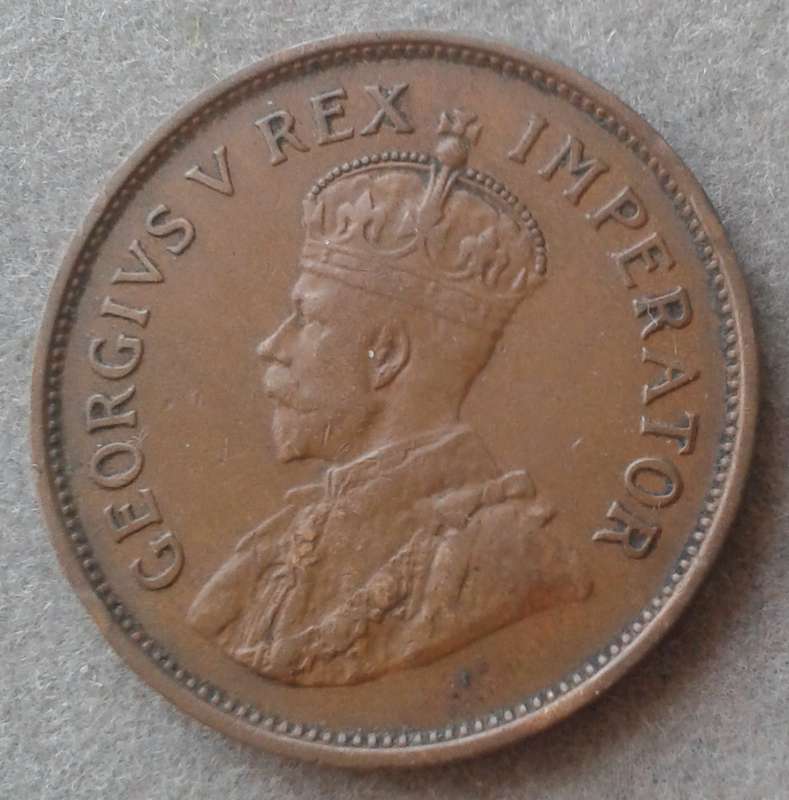 GEORGIVS V REX IMPERATOR